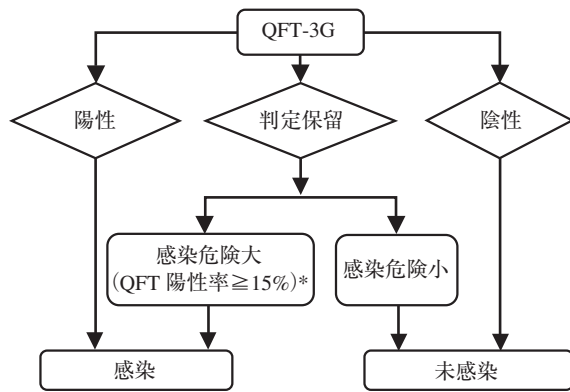 QFT-3G
陽性
判定保留
陰性
感染危険大
（QFT 陽性率≧15%）*
感染危険小
感染
未感染